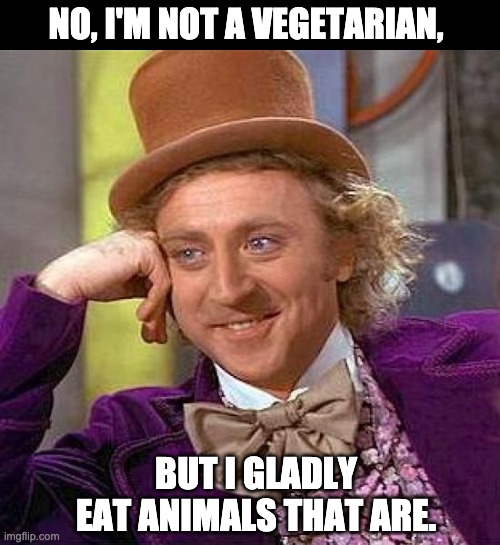 NO, I'M NOT A VEGETARIAN,
BUT I GLADLY
EAT ANIMALS THAT ARE.
imgflip.com